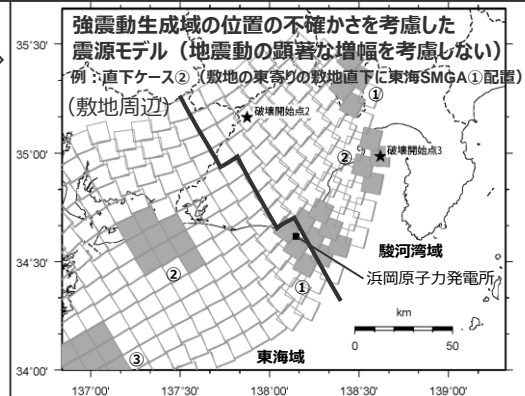 強震動生成域の位置の不確かさを考慮した
震源モデル（地震動の顕著な増幅を考慮しない）
例：直下ケース②（敷地の東寄りの敷地直下に東海SMGA①配置）
（敷地周辺）
破壊開始点2
①
②
破壊開始点3
駿河湾域
浜岡原子力発電所
②
①
km
0 50
③
東海域
35°30'
35°00'
34°30'
34°00'
137°00' 137°30' 138°00' 138°30' 139°00'